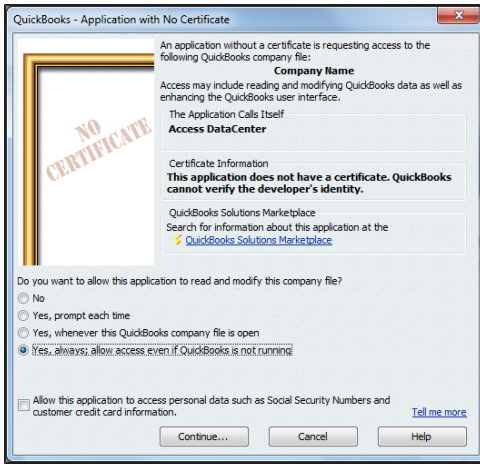 QuickBooks - Application with No Certificate
An application without a certificate is requesting access to the
following QuickBooks company file:
Company Name
Access may include reading and modifying QuickBooks data as well as
enhancing the QuickBooks user interface.
The Application Calls Itself
Access DataCenter
NO
CERTIFICATE
Certificate Information
This application does not have a certificate. QuickBooks
cannot verify the developer's identity.
QuickBooks Solutions Marketplace
Search for information about this application at the
QuickBooks Solutions Marketplace
Do you want to allow this application to read and modify this company file?
No
Yes, prompt each time
Yes, whenever this QuickBooks company file is open
Yes, always; allow access even if QuickBooks is not running
Allow this application to access personal data such as Social Security Numbers and
customer credit card information.
Tell me more
Continue...
Cancel
Help